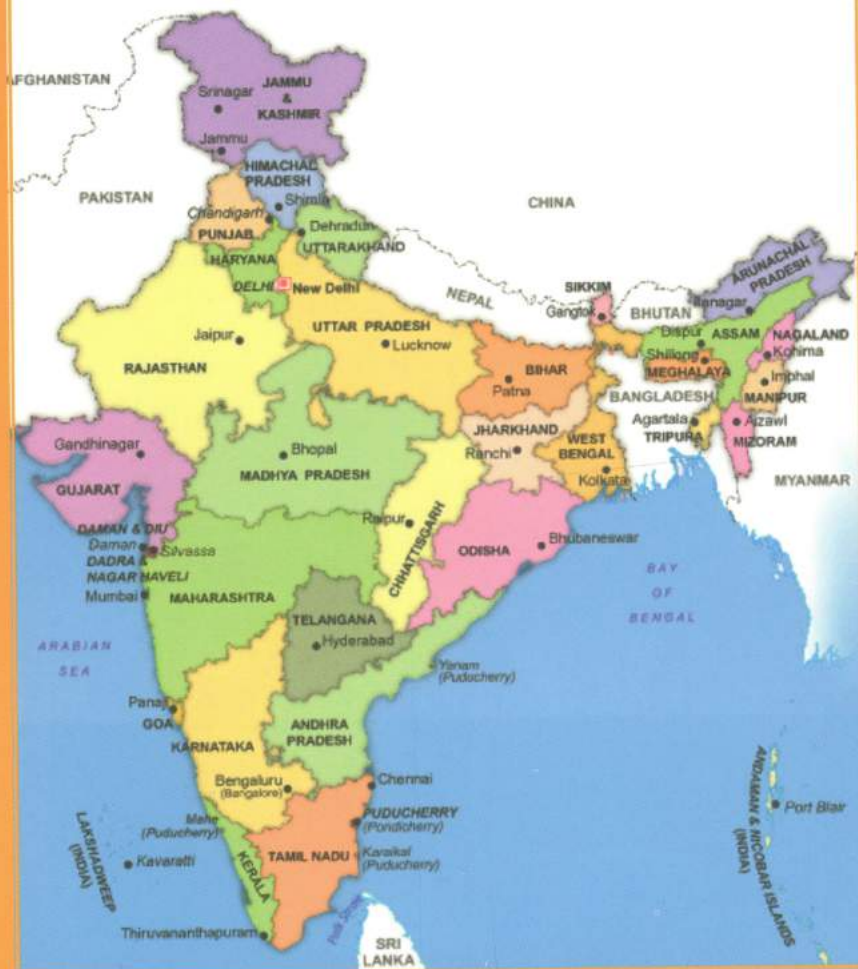 AFGHANISTAN
JAMMU
&
KASHMIR
Srinagar
Jammu
HIMACHAL
PRADESH
Shimla
PAKISTAN
CHINA
Chandigarh
PUNJAB
Dehradun
UTTARAKHAND
HARYANA
DELHI
New Delhi
NEPAL
SIKKIM
Gangtok
BHUTAN
ARUNACHAL
PRADESH
Itanagar
UTTAR PRADESH
Lucknow
Jaipur
RAJASTHAN
BIHAR
Patna
Dispur
ASSAM
NAGALAND
Kohima
Shillong
MEGHALAYA
Imphal
MANIPUR
BANGLADESH
Agartala
TRIPURA
Aizawl
MIZORAM
MYANMAR
JHARKHAND
Ranchi
WEST
BENGAL
Kolkata
Gandhinagar
GUJARAT
Bhopal
MADHYA PRADESH
Raipur
CHHATTISGARH
ODISHA
Bhubaneswar
DAMAN & DIU
Daman
Silvassa
DADRA &
NAGAR HAVELI
Mumbai
MAHARASHTRA
TELANGANA
Hyderabad
BAY
OF
BENGAL
ARABIAN
SEA
Yanam
(Puducherry)
Panaji
GOA
KARNATAKA
ANDHRA
PRADESH
Bengaluru
(Bangalore)
Chennai
Mahe
(Puducherry)
PUDUCHERRY
(Pondicherry)
LAKSHADWEEP
(INDIA)
Kavaratti
KERALA
TAMIL NADU
Karaikal
(Puducherry)
Thiruvananthapuram
Palk Strait
SRI
LANKA
ANDAMAN & NICOBAR ISLANDS
(INDIA)
Port Blair